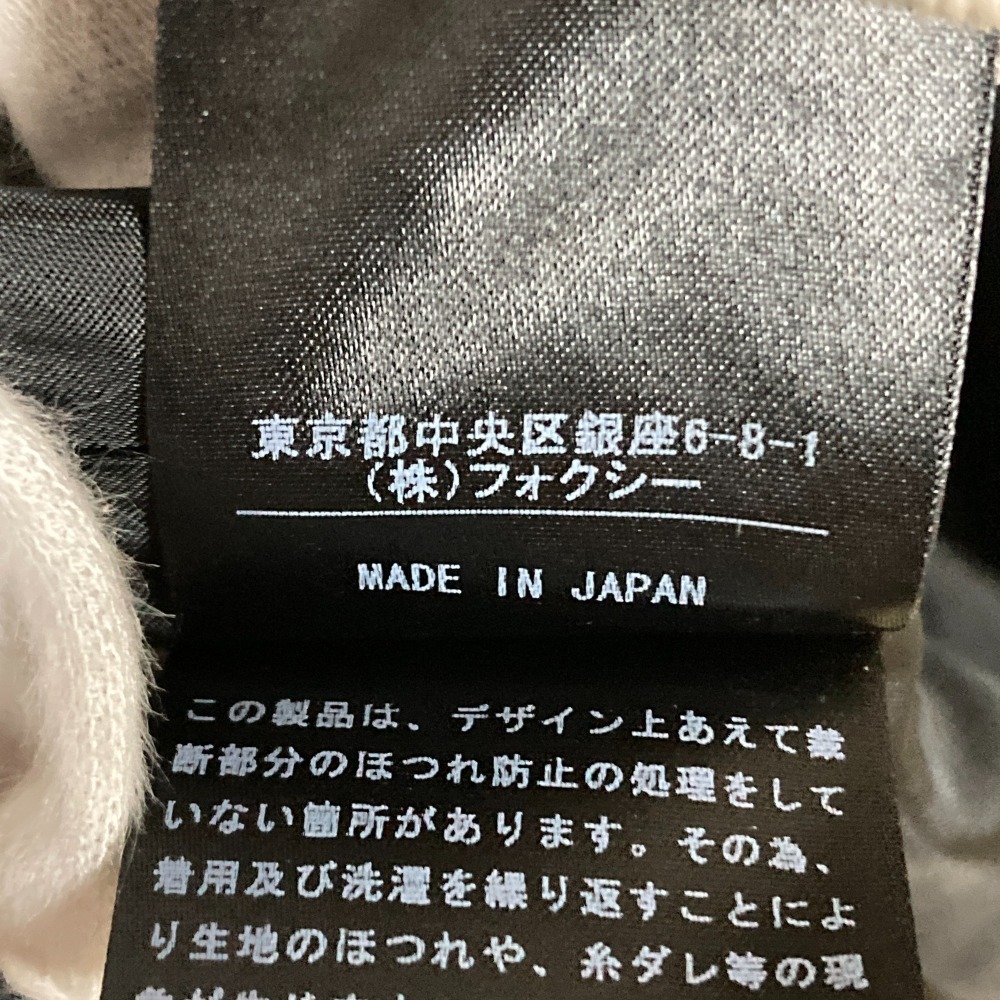 東京都中央区銀座6-8-1
(株)フォクシー
MADE IN JAPAN
この製品は、デザイン上あえて裁
断部分のほつれ防止の処理をして
いない箇所があります。その為、
着用及び洗濯を繰り返すことによ
り生地のほつれや、糸ダレ等の現